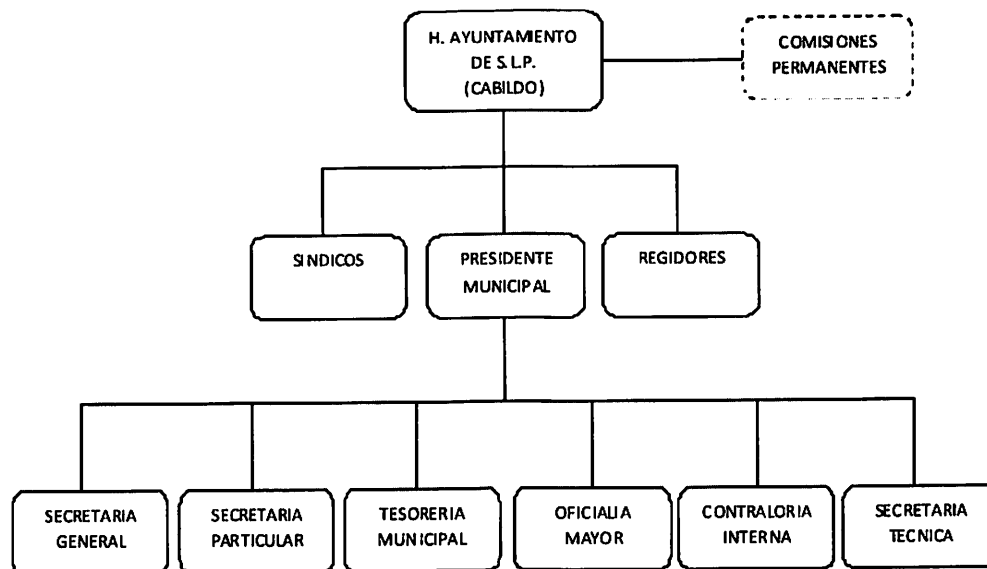 H. AYUNTAMIENTO
DE S.L.P.
(CABILDO)
COMISIONES
PERMANENTES
SINDICOS
PRESIDENTE
MUNICIPAL
REGIDORES
SECRETARIA
GENERAL
SECRETARIA
PARTICULAR
TESORERIA
MUNICIPAL
OFICIALIA
MAYOR
CONTRALORIA
INTERNA
SECRETARIA
TECNICA